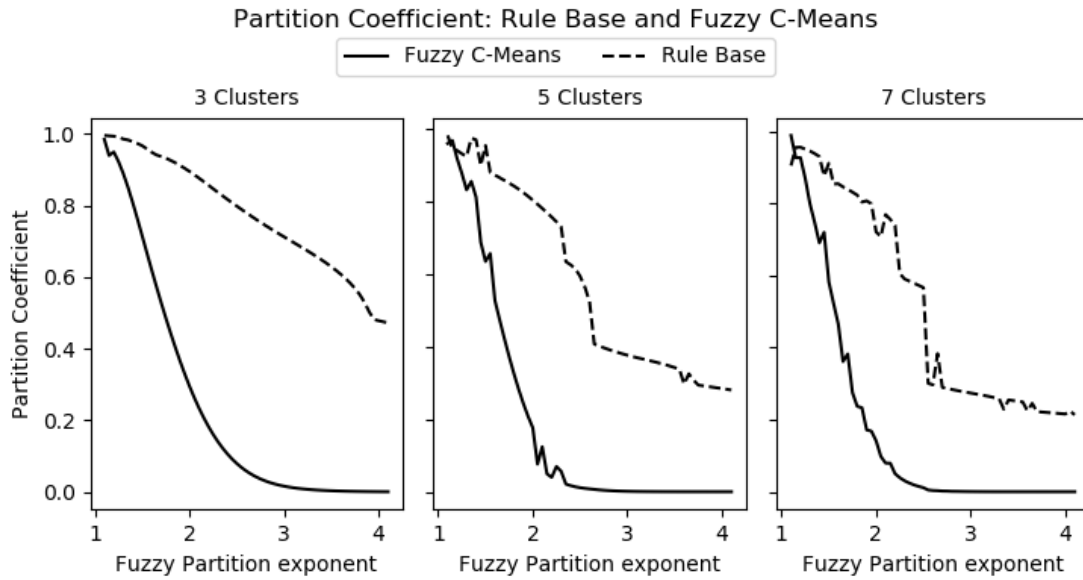 Partition Coefficient: Rule Base and Fuzzy C-Means
Fuzzy C-Means Rule Base
3 Clusters 5 Clusters 7 Clusters
Partition Coefficient
1.0
0.8
0.6
0.4
0.2
0.0
1 2 3 4 1 2 3 4 1 2 3 4
Fuzzy Partition exponent Fuzzy Partition exponent Fuzzy Partition exponent